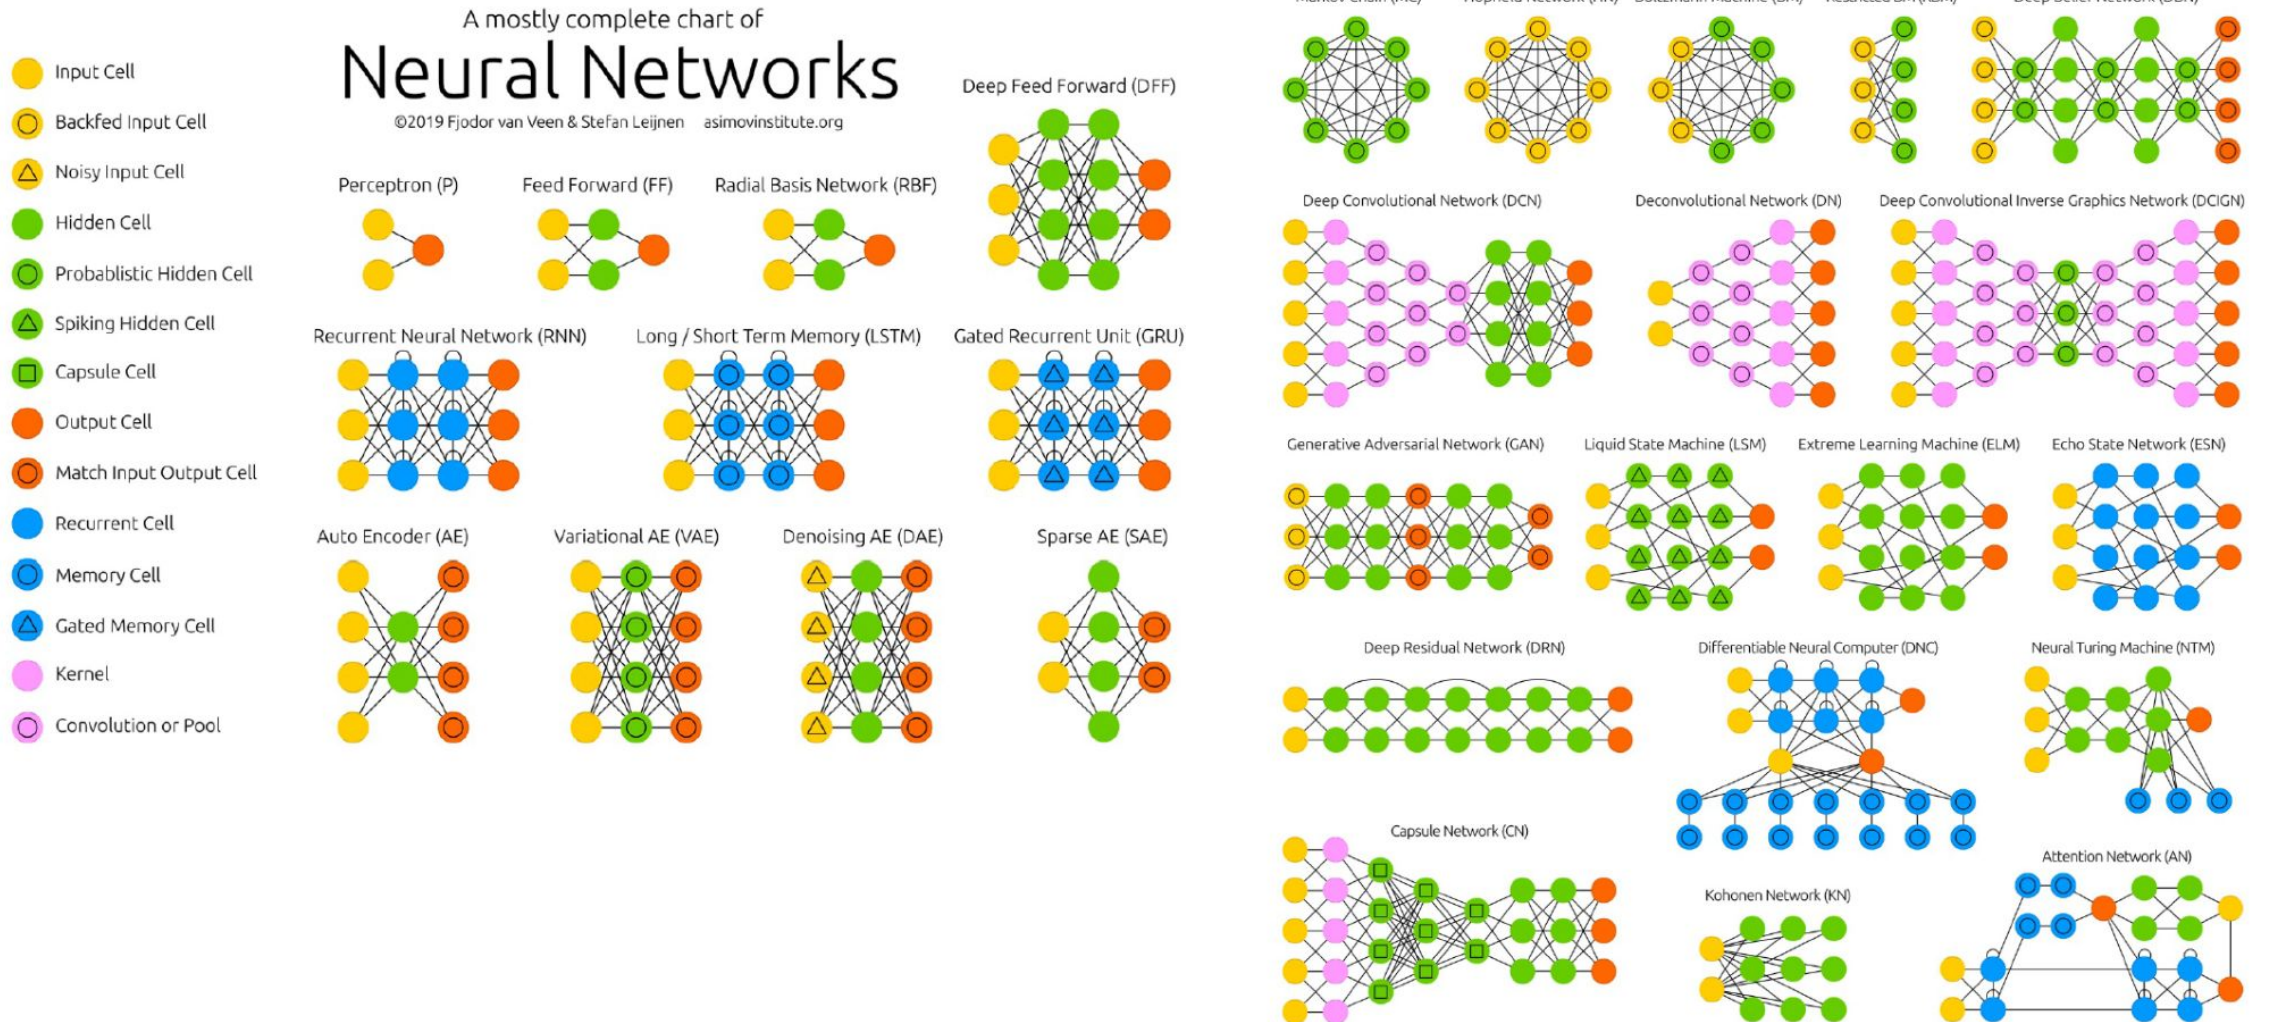 A mostly complete chart of
Neural Networks
©2019 Fjodor van Veen & Stefan Leijnen asimovinstitute.org
Input Cell
Backfed Input Cell
Noisy Input Cell
Hidden Cell
Probablistic Hidden Cell
Spiking Hidden Cell
Capsule Cell
Output Cell
Match Input Output Cell
Recurrent Cell
Memory Cell
Gated Memory Cell
Kernel
Convolution or Pool
Deep Feed Forward (DFF)
Perceptron (P)
Feed Forward (FF)
Radial Basis Network (RBF)
Recurrent Neural Network (RNN)
Long / Short Term Memory (LSTM)
Gated Recurrent Unit (GRU)
Auto Encoder (AE)
Variational AE (VAE)
Denoising AE (DAE)
Sparse AE (SAE)
Deep Convolutional Network (DCN)
Deconvolutional Network (DN)
Deep Convolutional Inverse Graphics Network (DCIGN)
Generative Adversarial Network (GAN)
Liquid State Machine (LSM)
Extreme Learning Machine (ELM)
Echo State Network (ESN)
Deep Residual Network (DRN)
Differentiable Neural Computer (DNC)
Neural Turing Machine (NTM)
Capsule Network (CN)
Kohonen Network (KN)
Attention Network (AN)